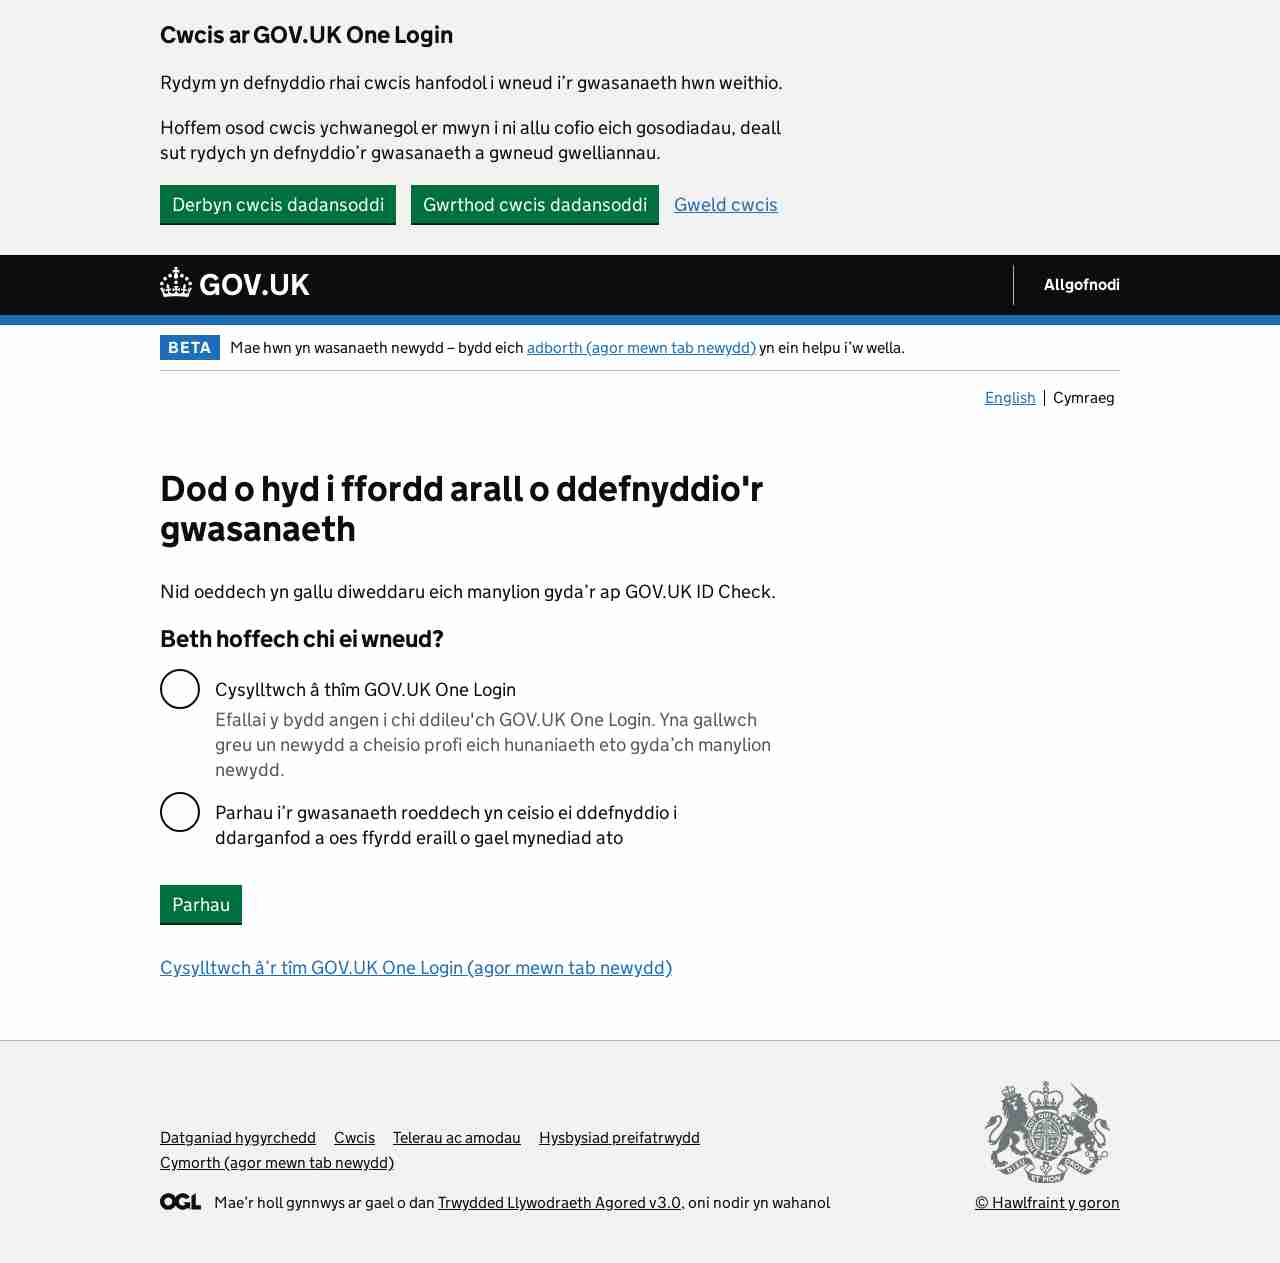 Cwcis ar GOV.UK One Login
Rydym yn defnyddio rhai cwcis hanfodol i wneud i’r gwasanaeth hwn weithio.
Hoffem osod cwcis ychwanegol er mwyn i ni allu cofio eich gosodiadau, deall
sut rydych yn defnyddio’r gwasanaeth a gwneud gwelliannau.
Derbyn cwcis dadansoddi Gwrthod cwcis dadansoddi Gweld cwcis
GOV.UK Allgofnodi
BETA Mae hwn yn wasanaeth newydd – bydd eich adborth (agor mewn tab newydd) yn ein helpu i’w wella.
English Cymraeg
Dod o hyd i ffordd arall o ddefnyddio'r
gwasanaeth
Nid oeddech yn gallu diweddaru eich manylion gyda’r ap GOV.UK ID Check.
Beth hoffech chi ei wneud?
Cysylltwch â thîm GOV.UK One Login
Efallai y bydd angen i chi ddileu'ch GOV.UK One Login. Yna gallwch
greu un newydd a cheisio profi eich hunaniaeth eto gyda’ch manylion
newydd.
Parhau i’r gwasanaeth roeddech yn ceisio ei ddefnyddio i
ddarganfod a oes ffyrdd eraill o gael mynediad ato
Parhau
Cysylltwch â’r tîm GOV.UK One Login (agor mewn tab newydd)
Datganiad hygyrchedd Cwcis Telerau ac amodau Hysbysiad preifatrwydd
Cymorth (agor mewn tab newydd)
OGL Mae’r holl gynnwys ar gael o dan Trwydded Llywodraeth Agored v3.0, oni nodir yn wahanol
© Hawlfraint y goron